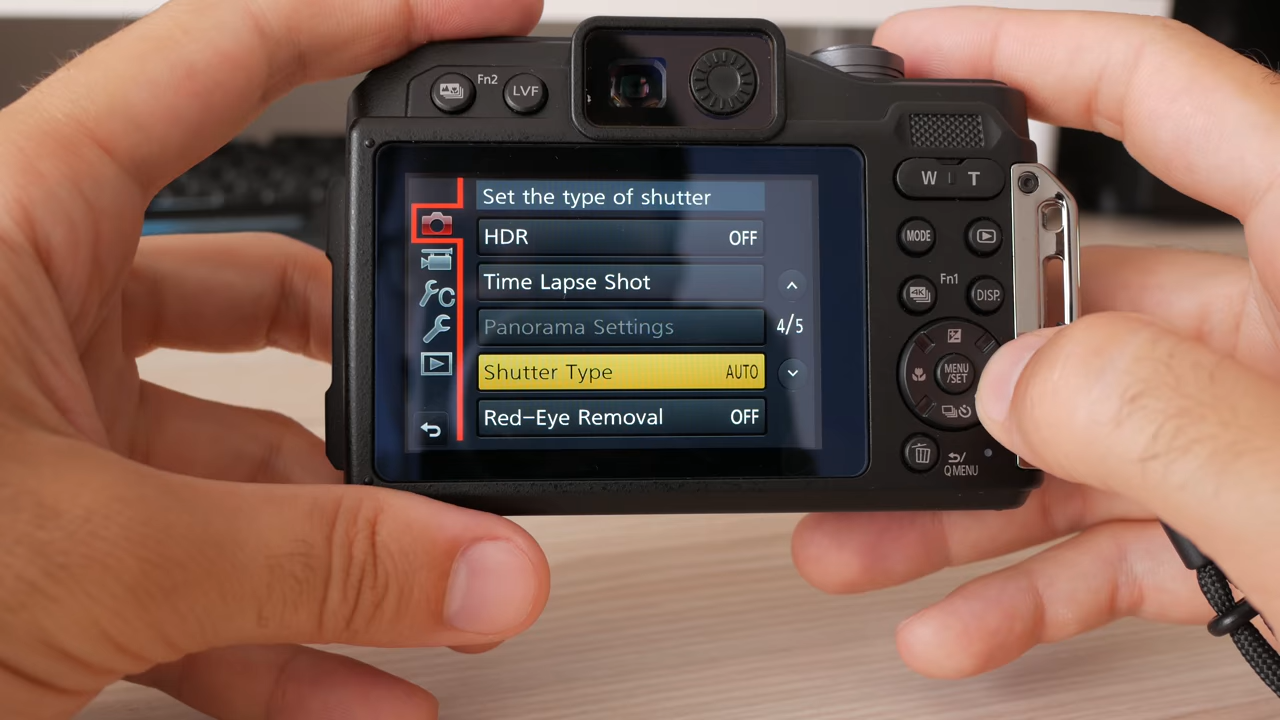 Fn2
LVF
W T
Set the type of shutter
HDR OFF
MODE
Time Lapse Shot
Fn1
4K
DISP.
Panorama Settings
4/5
Shutter Type AUTO
MENU
/SET
Red-Eye Removal OFF
C
Q MENU